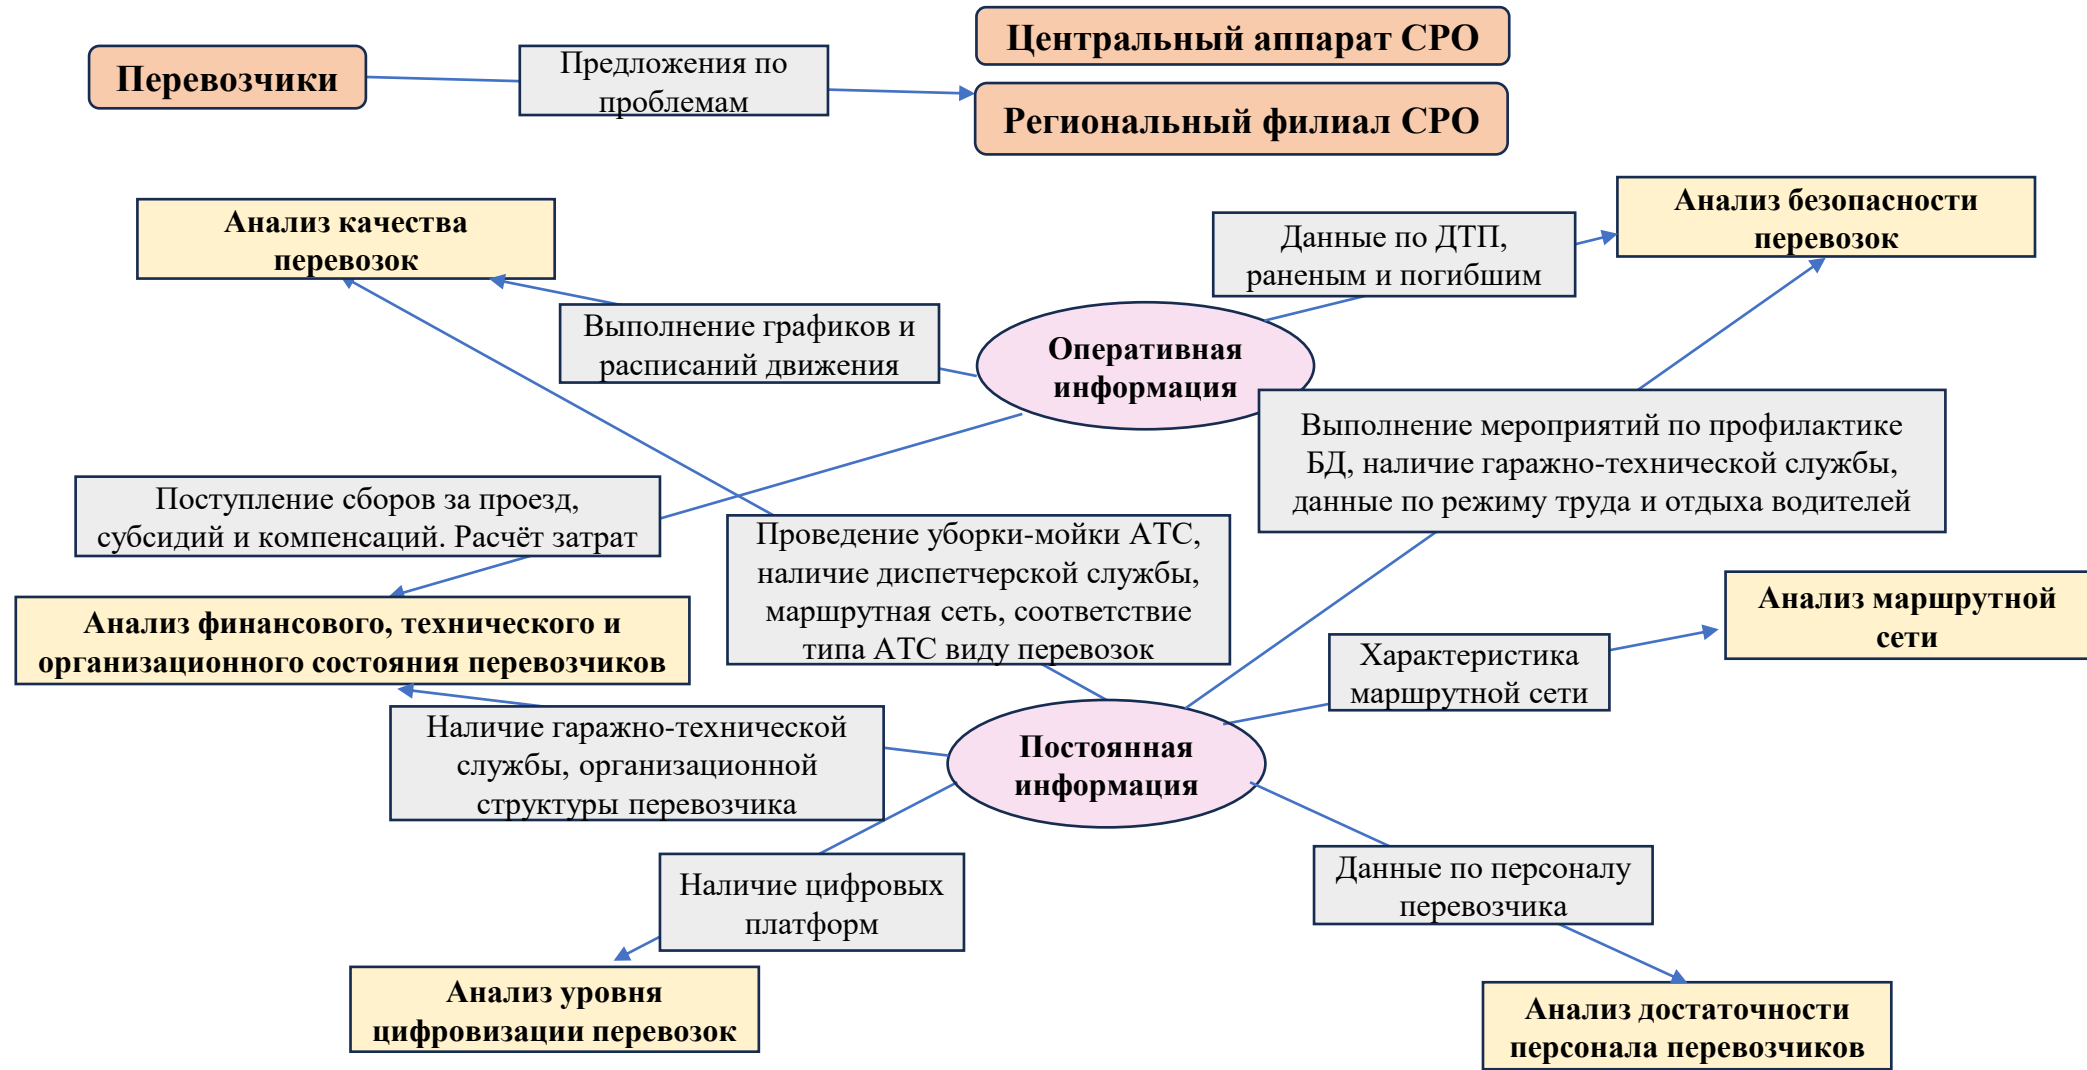 Центральный аппарат СРО
Перевозчики
Предложения по
проблемам
Региональный филиал СРО
Анализ качества
перевозок
Данные по ДТП,
раненым и погибшим
Анализ безопасности
перевозок
Выполнение графиков и
расписаний движения
Оперативная
информация
Выполнение мероприятий по профилактике
БД, наличие гаражно-технической службы,
данные по режиму труда и отдыха водителей
Поступление сборов за проезд,
субсидий и компенсаций. Расчёт затрат
Проведение уборки-мойки АТС,
наличие диспетчерской службы,
маршрутная сеть, соответствие
типа АТС виду перевозок
Анализ финансового, технического и
организационного состояния перевозчиков
Характеристика
маршрутной сети
Анализ маршрутной
сети
Наличие гаражно-технической
службы, организационной
структуры перевозчика
Постоянная
информация
Наличие цифровых
платформ
Данные по персоналу
перевозчика
Анализ уровня
цифровизации перевозок
Анализ достаточности
персонала перевозчиков